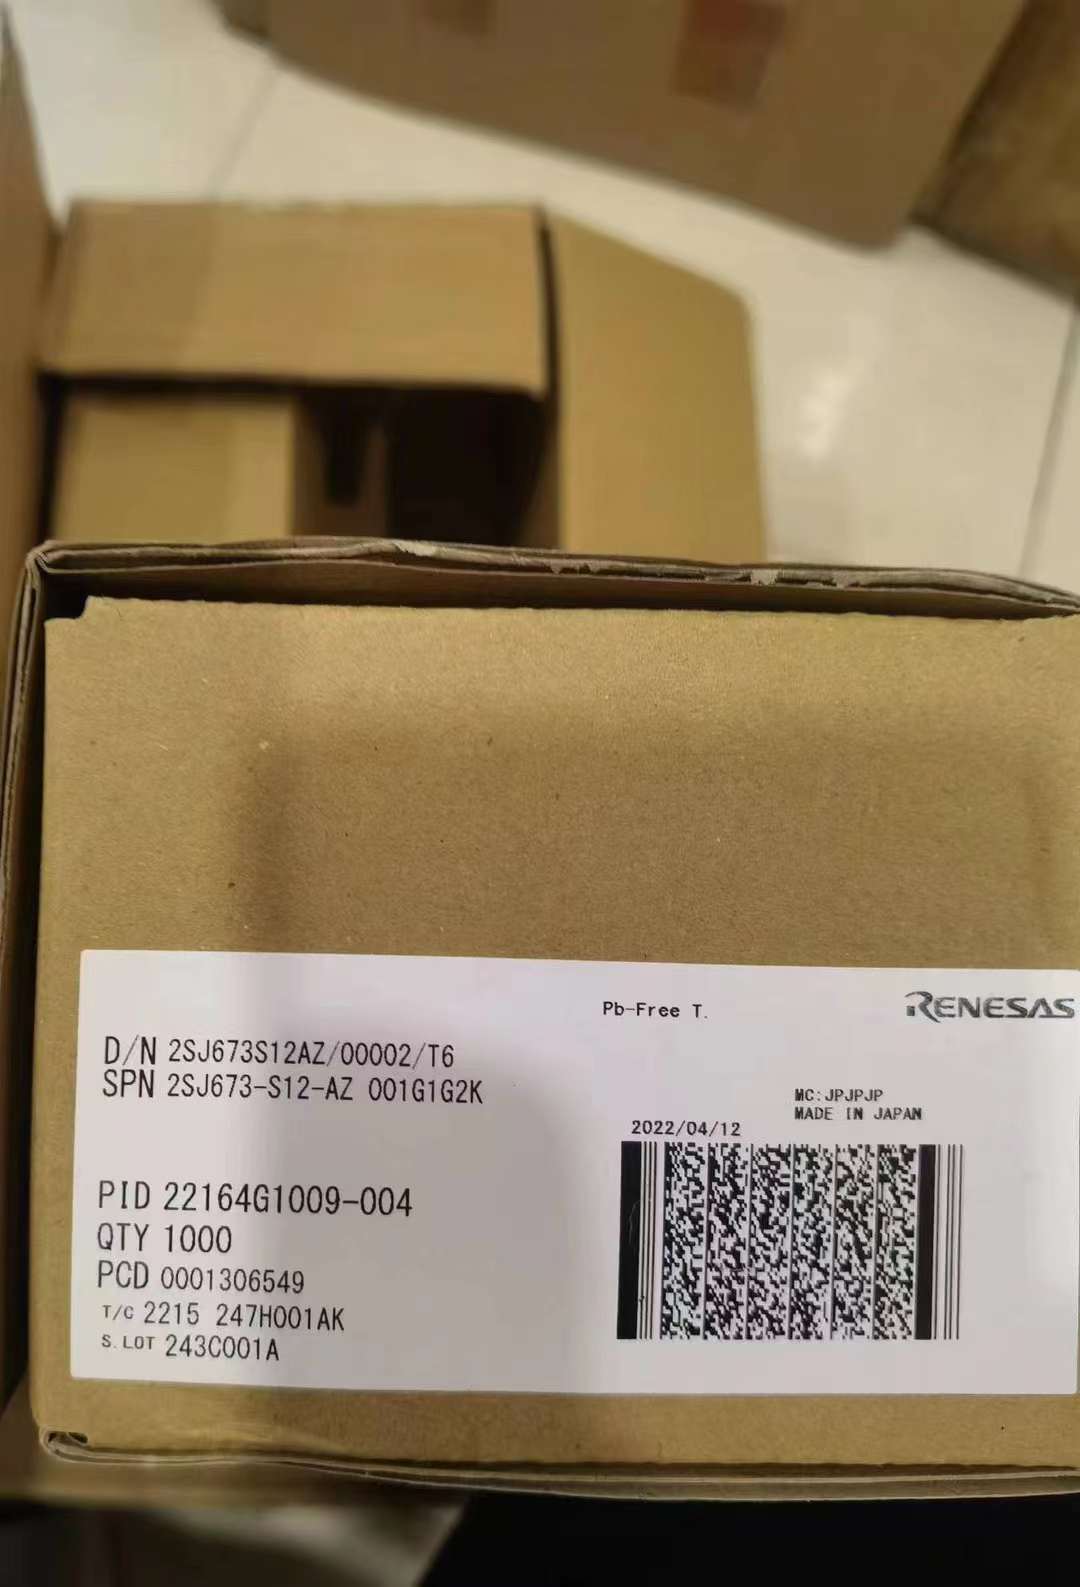 Pb-Free T.
RENESAS
D/N 2SJ673S12AZ/00002/T6
SPN 2SJ673-S12-AZ 001G1G2K
MC:JPJPJP
MADE IN JAPAN
2022/04/12
PID 22164G1009-004
QTY 1000
PCD 0001306549
T/C 2215 247H001AK
S. LOT 243C001A